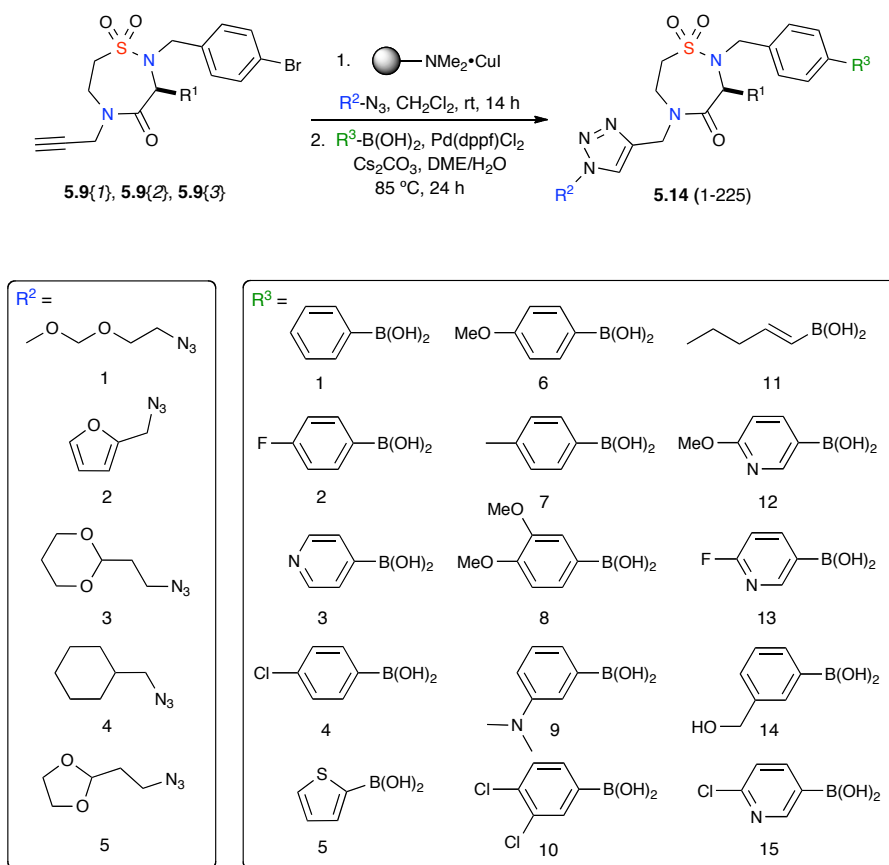 O O
S
N
Br
R¹
N
O
5.9{1}, 5.9{2}, 5.9{3}
1. NMe₂•CuI
R²-N₃, CH₂Cl₂, rt, 14 h
2. R³-B(OH)₂, Pd(dppf)Cl₂
Cs₂CO₃, DME/H₂O
85 ºC, 24 h
O O
S
N
R³
R¹
N
O
N
N
N
R²
5.14 (1-225)
R² =
O O N₃
1
N₃
O
2
O
O
N₃
3
N₃
4
O
O
N₃
5
R³ =
B(OH)₂
1
MeO B(OH)₂
6
B(OH)₂
11
F B(OH)₂
2
B(OH)₂
7
MeO N B(OH)₂
12
N B(OH)₂
3
MeO
MeO B(OH)₂
8
F N B(OH)₂
13
Cl B(OH)₂
4
B(OH)₂
N
9
B(OH)₂
HO
14
S B(OH)₂
5
Cl B(OH)₂
Cl
10
Cl N B(OH)₂
15